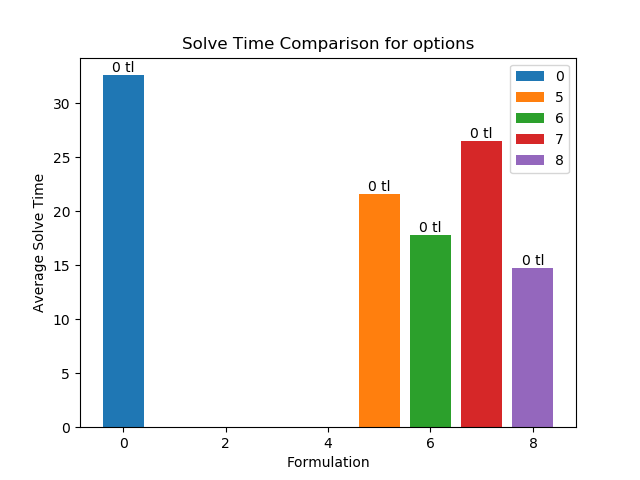 Solve Time Comparison for options
0 tl
0 tl
0 tl
0 tl
0 tl
0
5
6
7
8
30
25
20
15
10
5
0
Average Solve Time
0 2 4 6 8
Formulation